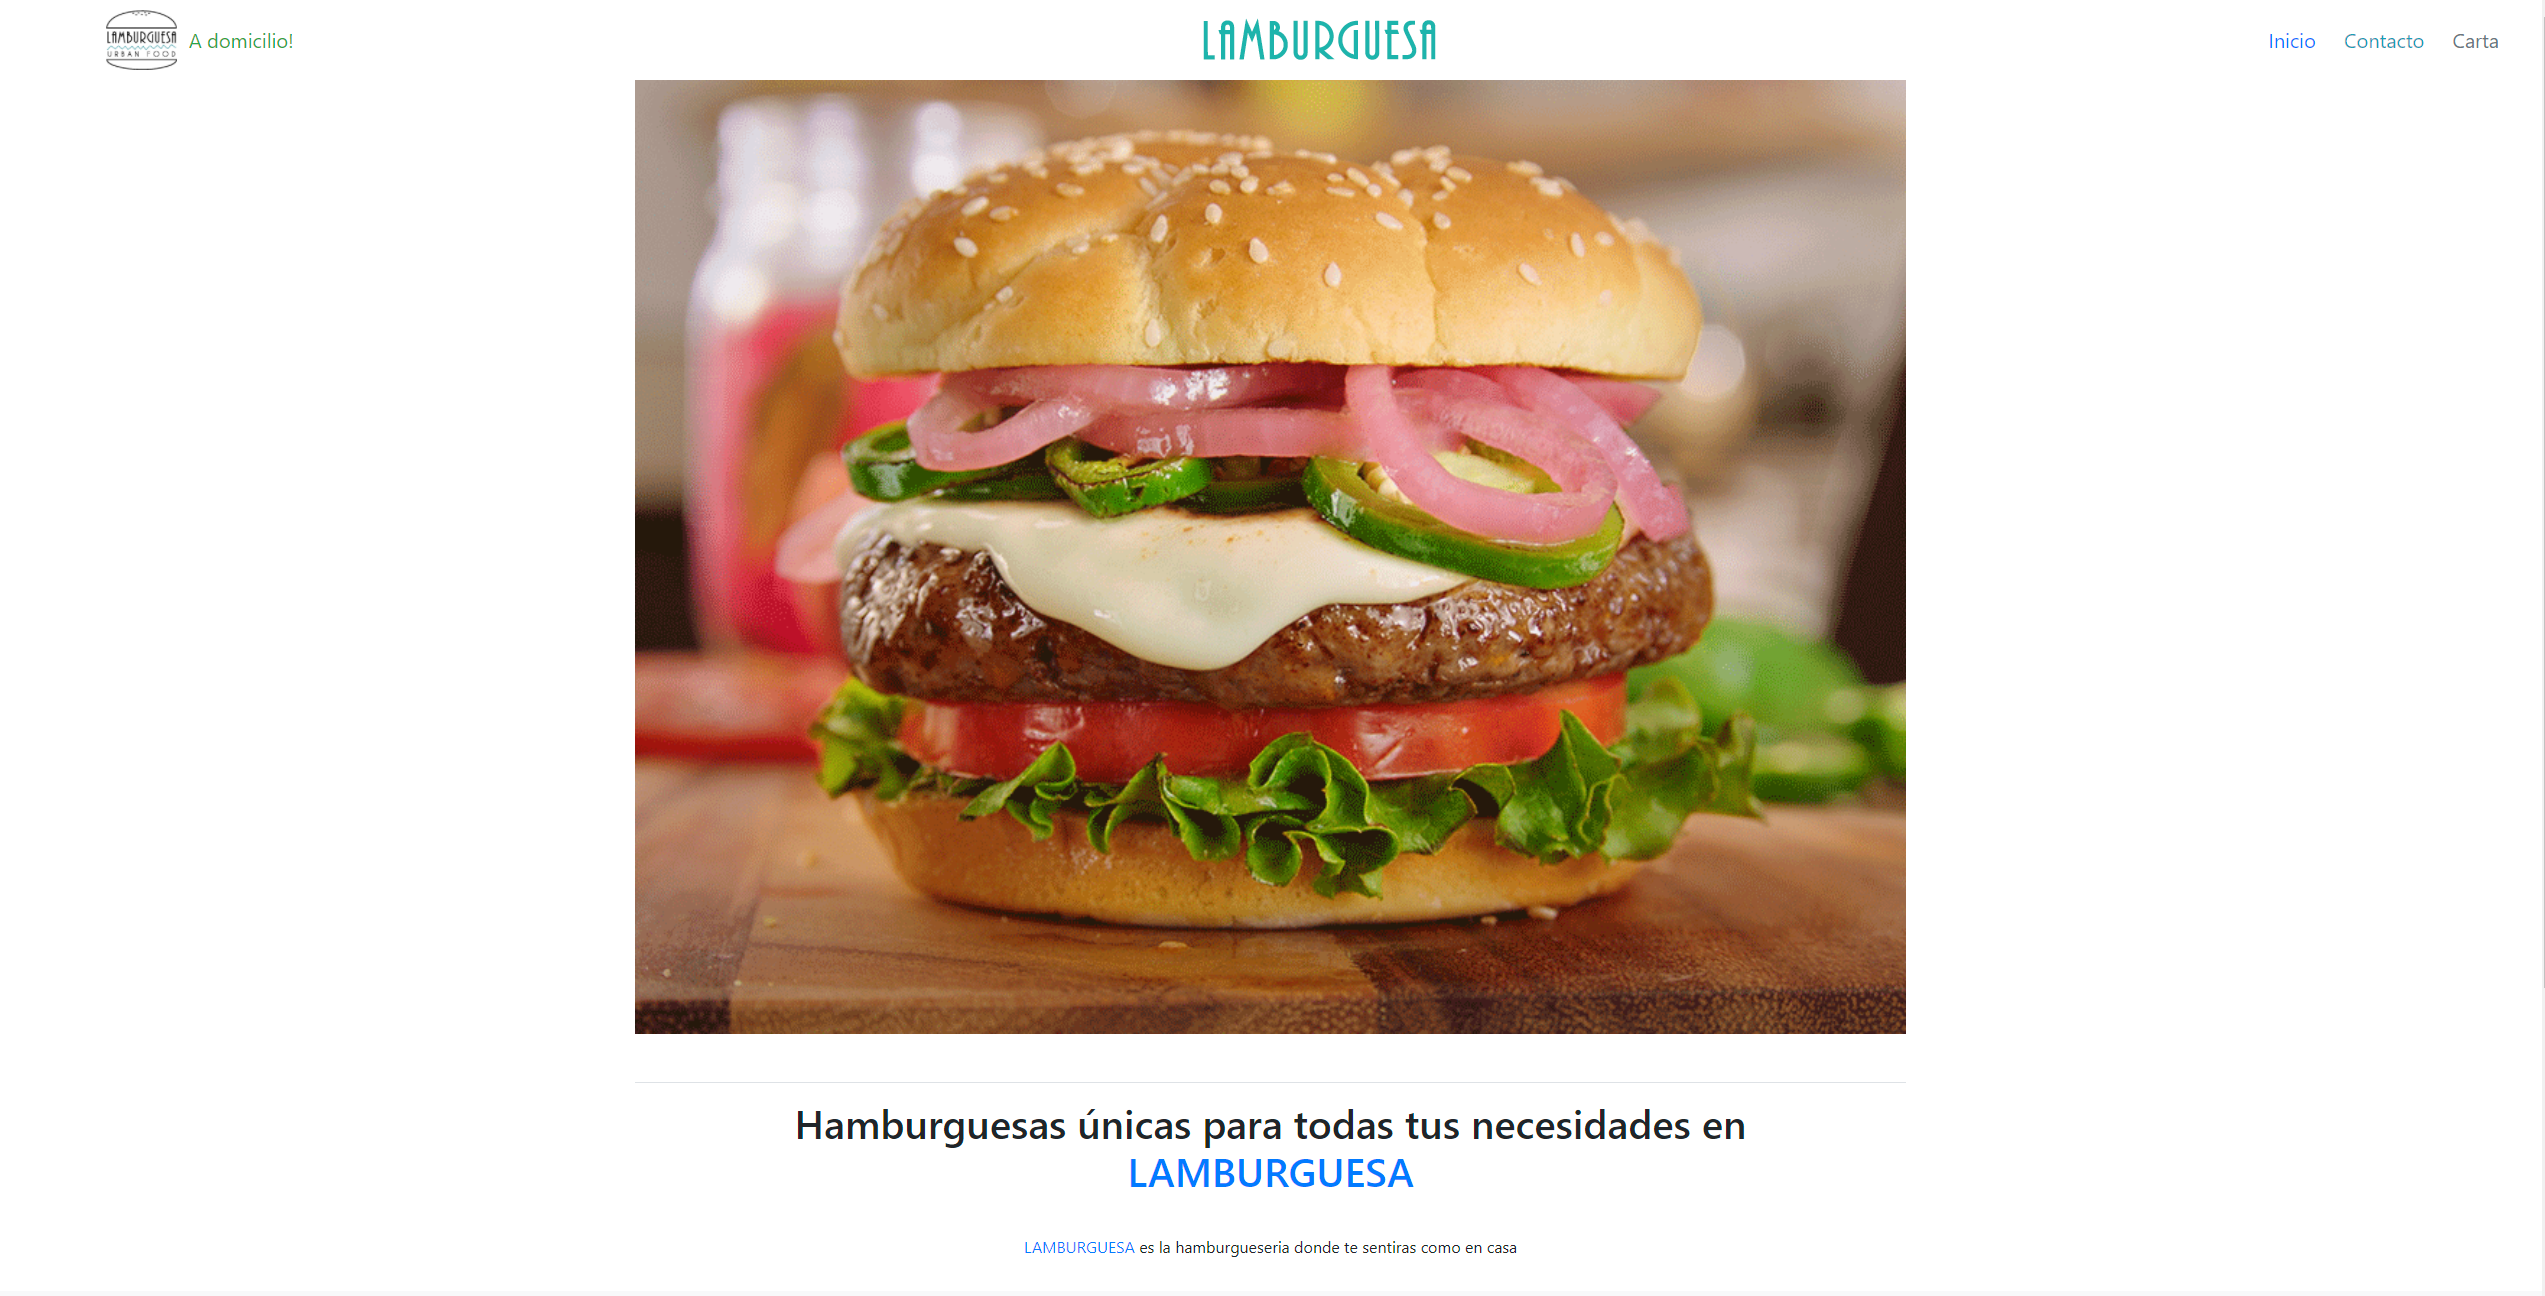 LAMBURGUESA
URBAN FOOD
A domicilio!
LAMBURGUESA
Inicio Contacto Carta
Hamburguesas únicas para todas tus necesidades en
LAMBURGUESA
LAMBURGUESA es la hamburgueseria donde te sentiras como en casa